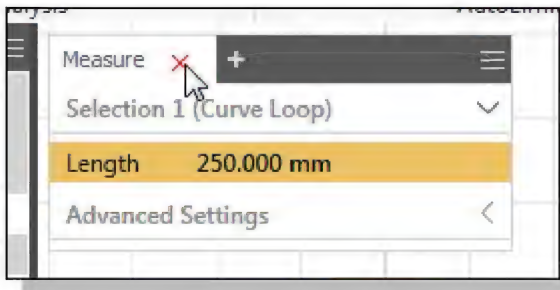 Measure
Selection 1 (Curve Loop)
Length 250.000 mm
Advanced Settings